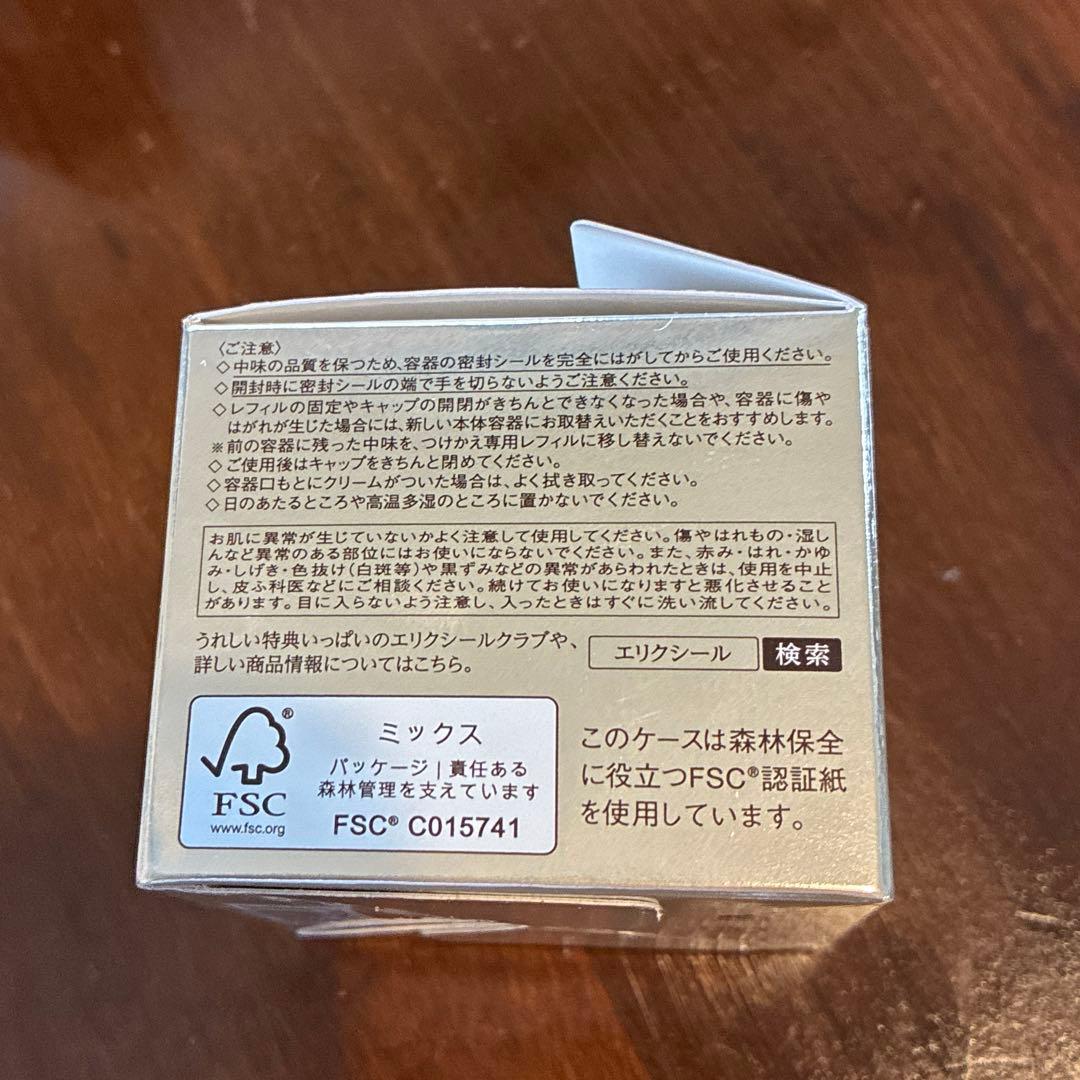 〈ご注意〉
◇中味の品質を保つため、容器の密封シールを完全にはがしてからご使用ください。
◇開封時に密封シールの端で手を切らないようご注意ください。
◇レフィルの固定やキャップの開閉がきちんとできなくなった場合や、容器に傷や
はがれが生じた場合には、新しい本体容器にお取替えいただくことをおすすめします。
※前の容器に残った中味を、つけかえ専用レフィルに移し替えないでください。
◇ご使用後はキャップをきちんと閉めてください。
◇容器口もとにクリームがついた場合は、よく拭き取ってください。
◇日のあたるところや高温多湿のところに置かないでください。
お肌に異常が生じていないかよく注意して使用してください。傷やはれもの・湿し
んなど異常のある部位にはお使いにならないでください。また、赤み・はれ・かゆ
み・しげき・色抜け(白斑等)や黒ずみなどの異常があらわれたときは、使用を中止
し、皮ふ科医などにご相談ください。続けてお使いになりますと悪化させること
があります。目に入らないよう注意し、入ったときはすぐに洗い流してください。
うれしい特典いっぱいのエリクシールクラブや、
詳しい商品情報についてはこちら。
エリクシール 検索
FSC
www.fsc.org
®
ミックス
パッケージ|責任ある
森林管理を支えています
FSC® C015741
このケースは森林保全
に役立つFSC®認証紙
を使用しています。